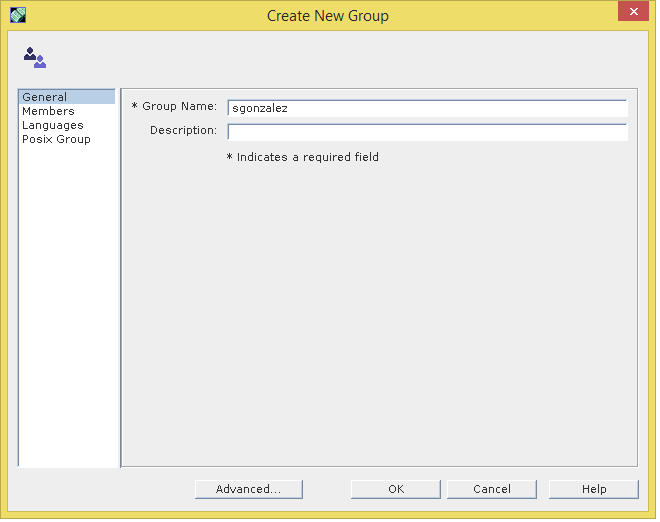 Create New Group
General
Members
Languages
Posix Group
* Group Name: sgonzalez
Description:
* Indicates a required field
Advanced...
OK
Cancel
Help